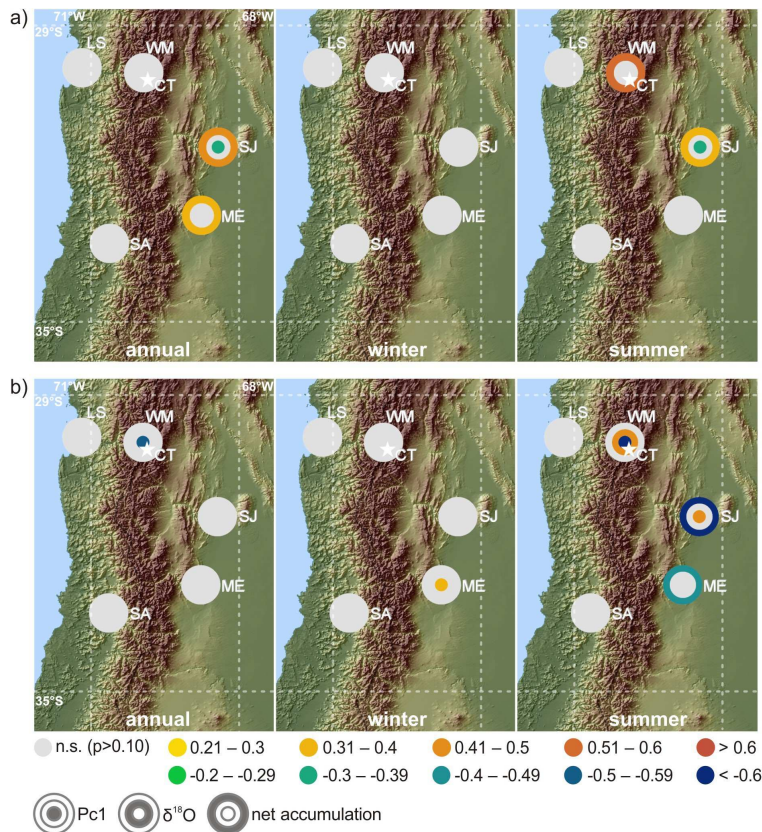 a)
71°W 68°W
29°S
LS
WM
CT
SJ
ME
SA
35°S
annual
WM
CT
SJ
ME
SA
winter
LS
WM
CT
SJ
ME
SA
summer
b)
71°W 68°W
29°S
LS
WM
CT
SJ
ME
SA
35°S
annual
WM
CT
SJ
ME
SA
winter
LS
WM
CT
SJ
ME
SA
summer
n.s. (p>0.10) 0.21 – 0.3 0.31 – 0.4 0.41 – 0.5 0.51 – 0.6 > 0.6
-0.2 – -0.29 -0.3 – -0.39 -0.4 – -0.49 -0.5 – -0.59 < -0.6
Pc1 δ¹⁸O net accumulation